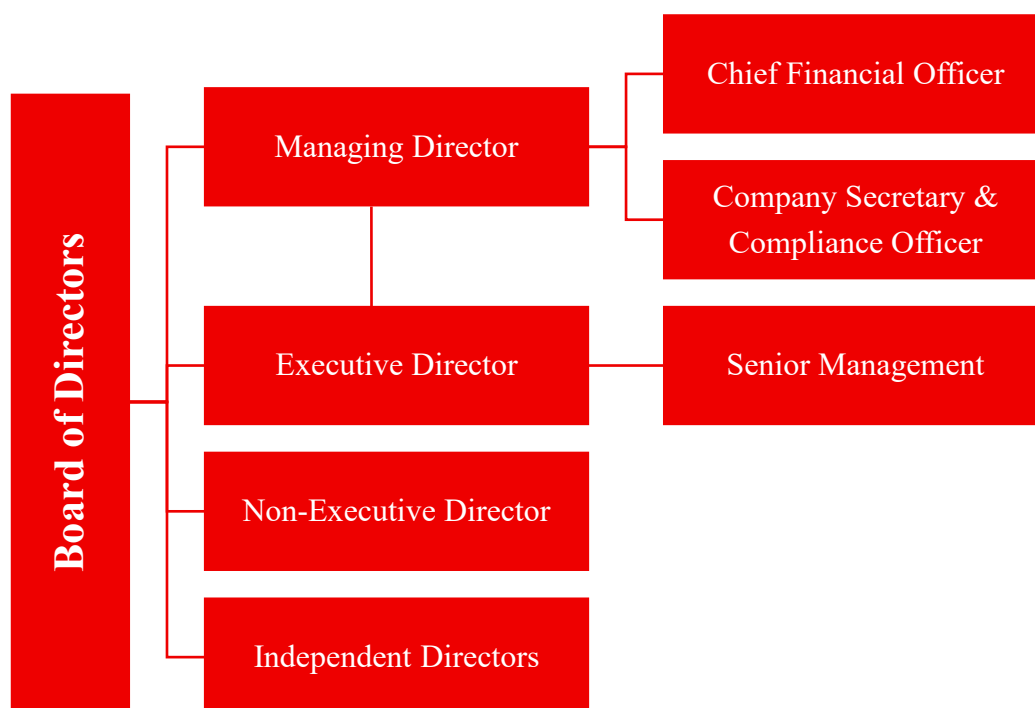 Board of Directors
Managing Director
Executive Director
Non-Executive Director
Independent Directors
Chief Financial Officer
Company Secretary &
Compliance Officer
Senior Management